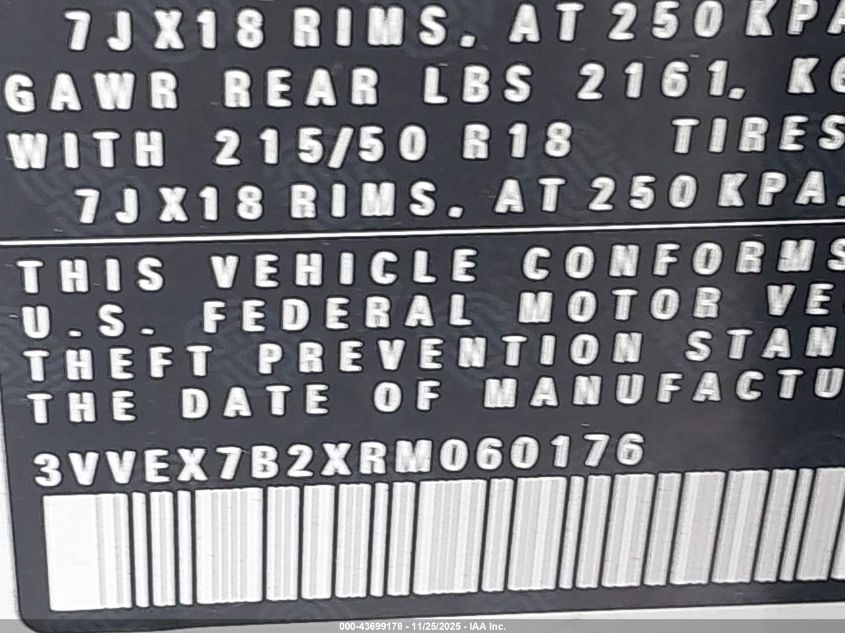 7JX18 RIMS. AT 250 KPA
GAWR REAR LBS 2161. KG
WITH 215/50 R18 TIRES
7JX18 RIMS. AT 250 KPA.
THIS VEHICLE CONFORMS
U.S. FEDERAL MOTOR VE
THEFT PREVENTION STAN
THE DATE OF MANUFACTU
3VVEX7B2XRM060176
000-43699178 - 11/25/2025 - IAA Inc.